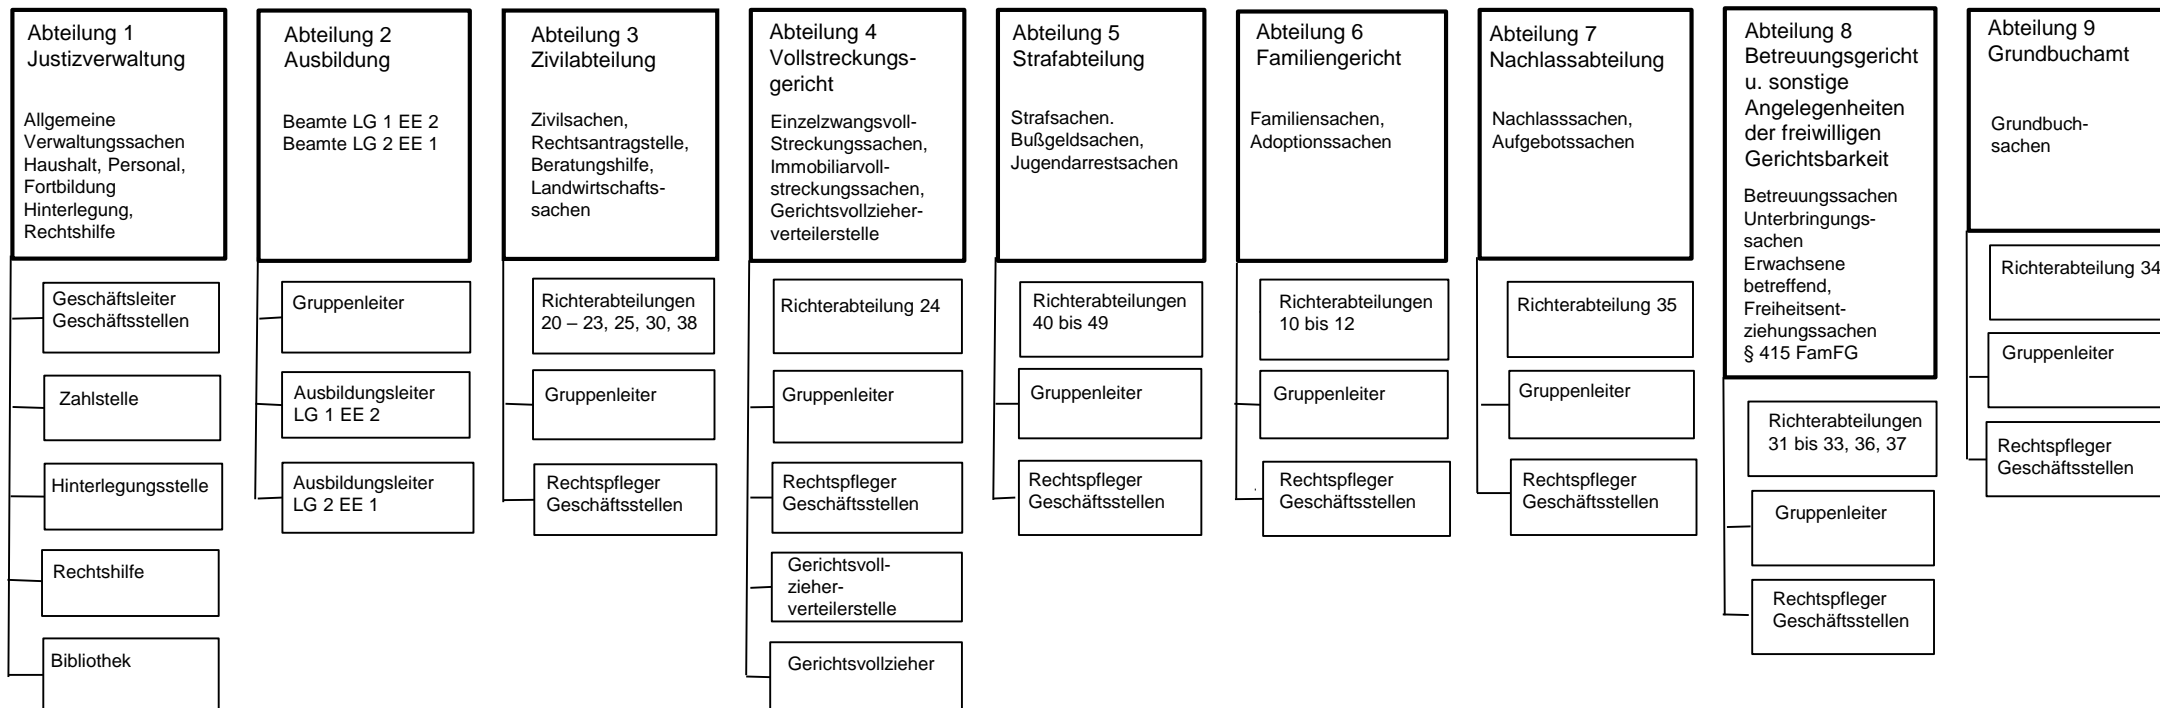 Abteilung 1
Justizverwaltung
Allgemeine
Verwaltungssachen
Haushalt, Personal,
Fortbildung
Hinterlegung,
Rechtshilfe
Geschäftsleiter
Geschäftsstellen
Zahlstelle
Hinterlegungsstelle
Rechtshilfe
Bibliothek
Abteilung 2
Ausbildung
Beamte LG 1 EE 2
Beamte LG 2 EE 1
Gruppenleiter
Ausbildungsleiter
LG 1 EE 2
Ausbildungsleiter
LG 2 EE 1
Abteilung 3
Zivilabteilung
Zivilsachen,
Rechtsantragstelle,
Beratungshilfe,
Landwirtschafts-
sachen
Richterabteilungen
20 – 23, 25, 30, 38
Gruppenleiter
Rechtspfleger
Geschäftsstellen
Abteilung 4
Vollstreckungs-
gericht
Einzelzwangsvoll-
Streckungssachen,
Immobiliarvoll-
streckungssachen,
Gerichtsvollzieher-
verteilerstelle
Richterabteilung 24
Gruppenleiter
Rechtspfleger
Geschäftsstellen
Gerichtsvoll-
zieher-
verteilerstelle
Gerichtsvollzieher
Abteilung 5
Strafabteilung
Strafsachen.
Bußgeldsachen,
Jugendarrestsachen
Richterabteilungen
40 bis 49
Gruppenleiter
Rechtspfleger
Geschäftsstellen
Abteilung 6
Familiengericht
Familiensachen,
Adoptionssachen
Richterabteilungen
10 bis 12
Gruppenleiter
Rechtspfleger
Geschäftsstellen
Abteilung 7
Nachlassabteilung
Nachlasssachen,
Aufgebotssachen
Richterabteilung 35
Gruppenleiter
Rechtspfleger
Geschäftsstellen
Abteilung 8
Betreuungsgericht
u. sonstige
Angelegenheiten
der freiwilligen
Gerichtsbarkeit
Betreuungssachen
Unterbringungs-
sachen
Erwachsene
betreffend,
Freiheitsent-
ziehungssachen
§ 415 FamFG
Richterabteilungen
31 bis 33, 36, 37
Gruppenleiter
Rechtspfleger
Geschäftsstellen
Abteilung 9
Grundbuchamt
Grundbuch-
sachen
Richterabteilung 34
Gruppenleiter
Rechtspfleger
Geschäftsstellen